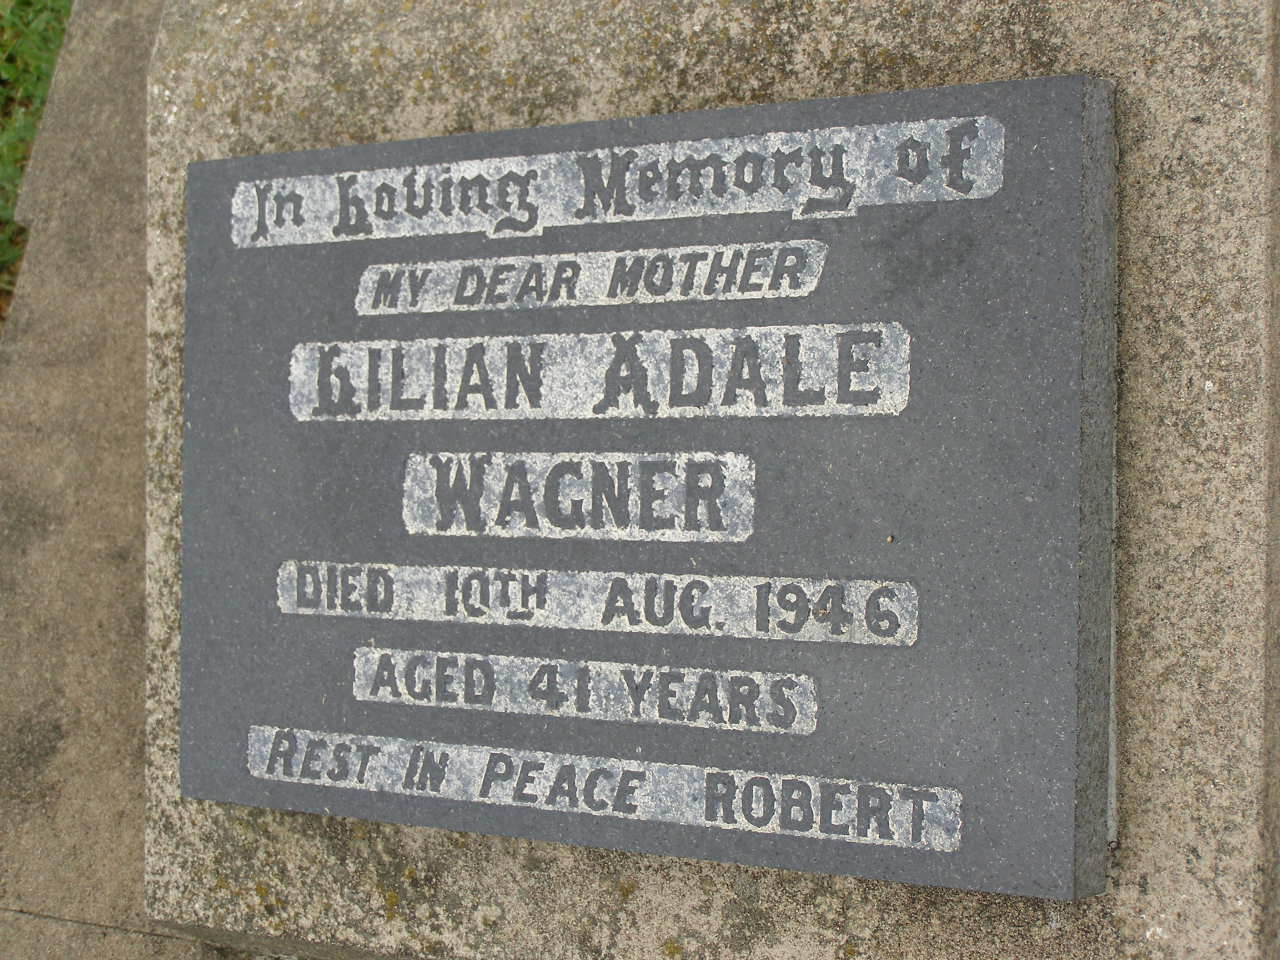 In Loving Memory of
MY DEAR MOTHER
LILIAN ADALE
WAGNER
DIED 10TH AUG. 1946
AGED 41 YEARS
REST IN PEACE ROBERT